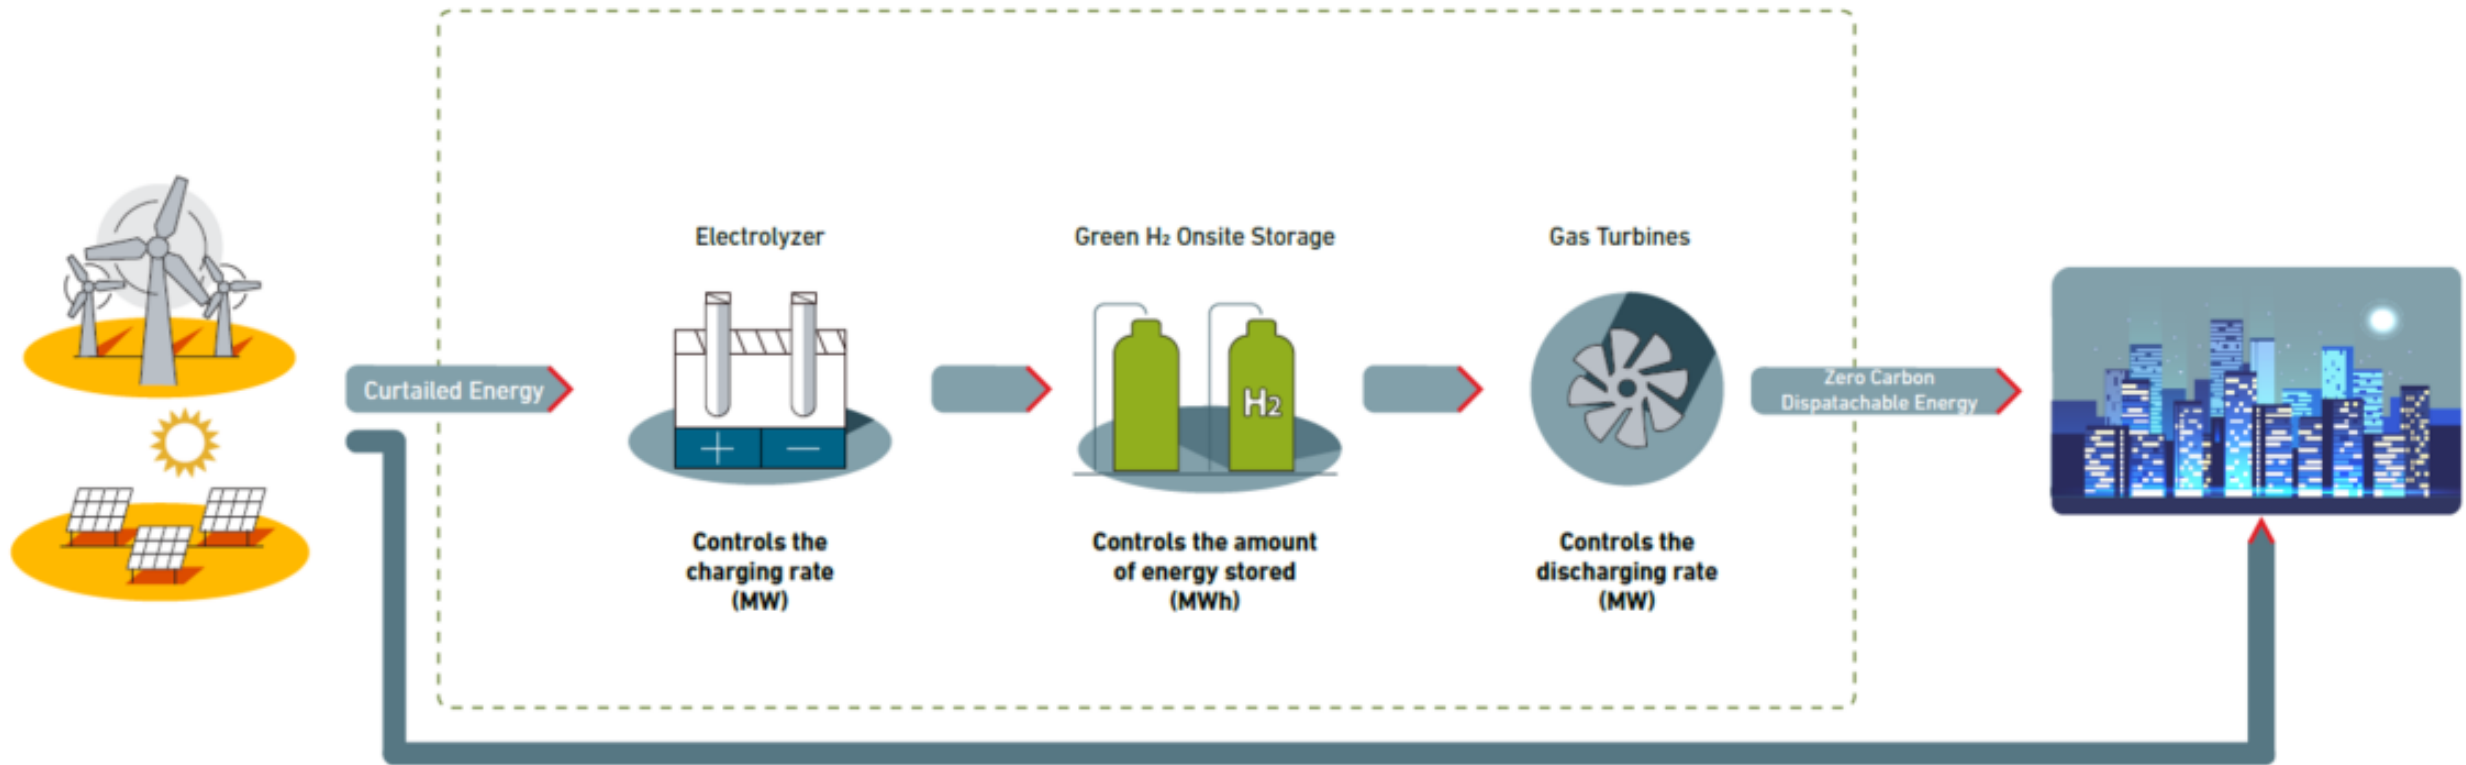 Electrolyzer
Green H₂ Onsite Storage
Gas Turbines
Curtailed Energy
H₂
Zero Carbon
Dispatachable Energy
Controls the
charging rate
(MW)
Controls the amount
of energy stored
(MWh)
Controls the
discharging rate
(MW)